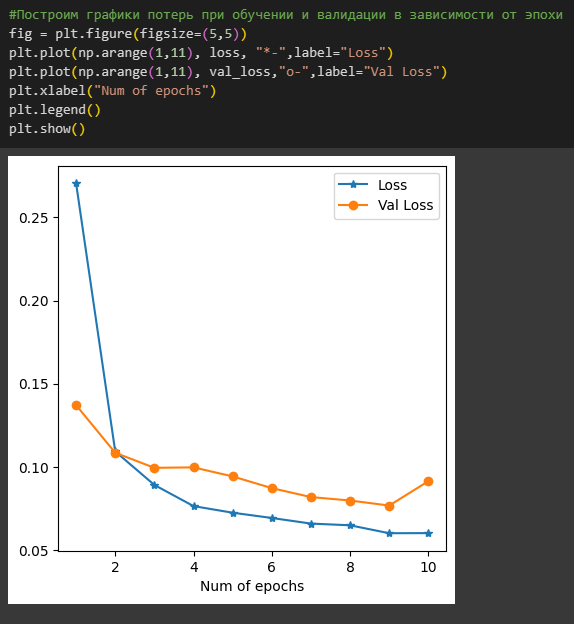 #Построим графики потерь при обучении и валидации в зависимости от эпохи
fig = plt.figure(figsize=(5,5))
plt.plot(np.arange(1,11), loss, "*-",label="Loss")
plt.plot(np.arange(1,11), val_loss,"o-",label="Val Loss")
plt.xlabel("Num of epochs")
plt.legend()
plt.show()
Loss
Val Loss
0.25
0.20
0.15
0.10
0.05
2 4 6 8 10
Num of epochs